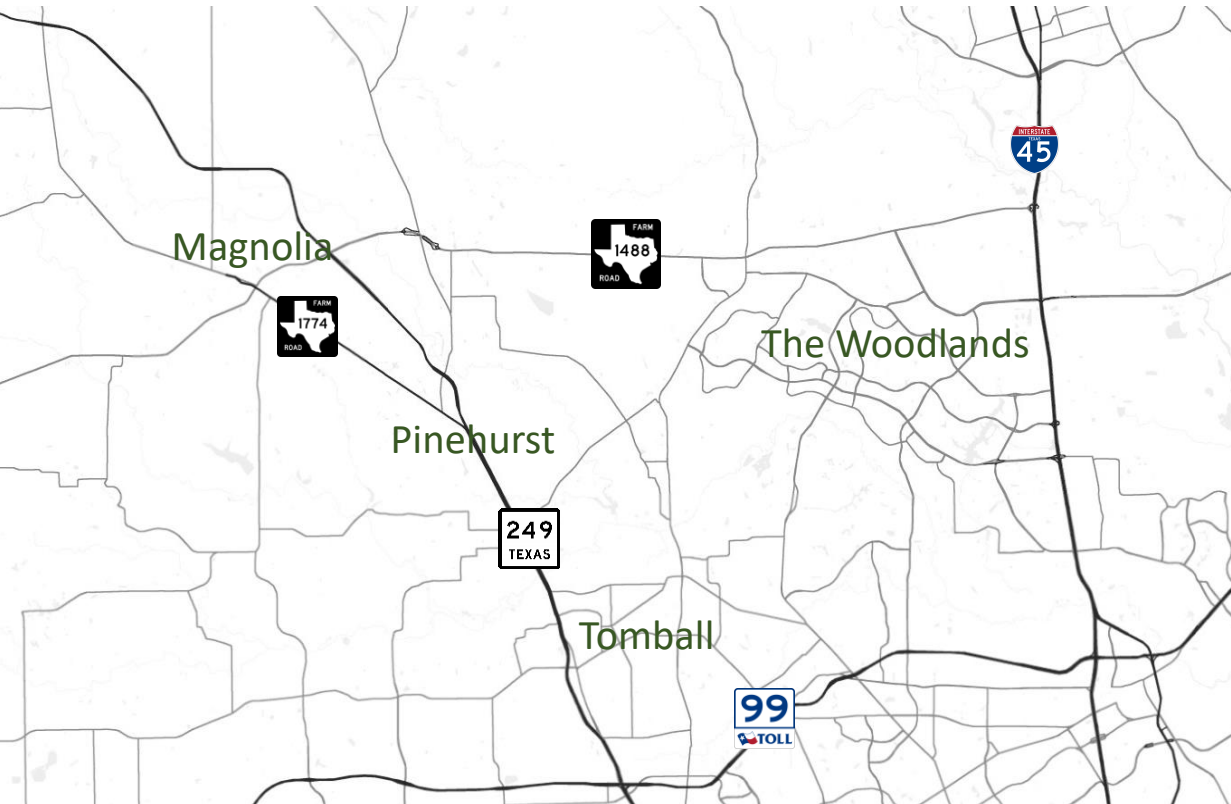 INTERSTATE
TEXAS
45
Magnolia
FARM
1488
ROAD
FARM
1774
ROAD
The Woodlands
Pinehurst
249
TEXAS
Tomball
99
TOLL